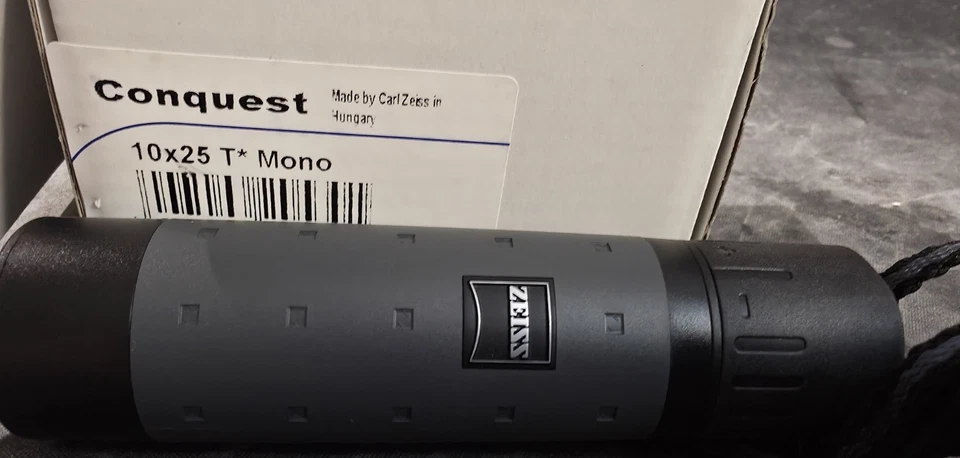 Conquest
Made by Carl Zeiss in
Hungary
10x25 T* Mono
ZEISS